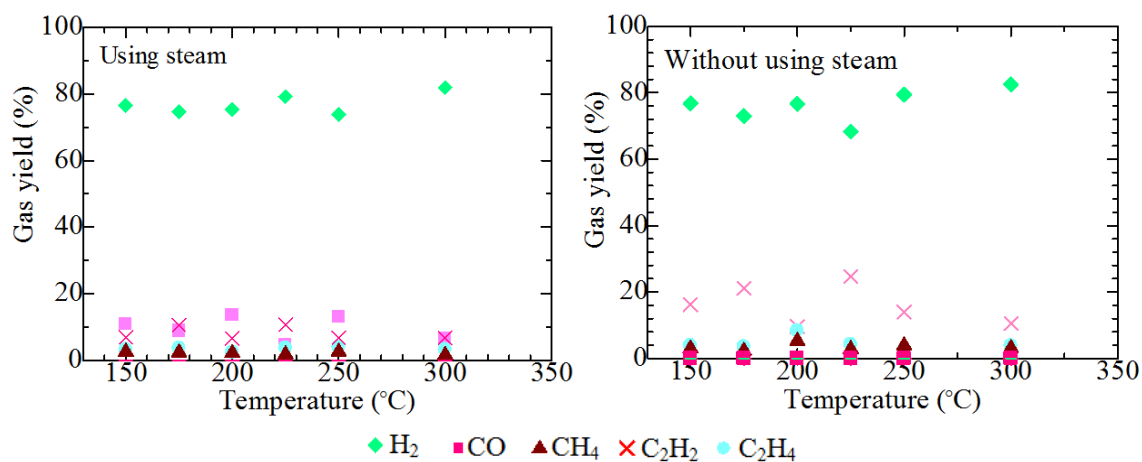 Using steam
Gas yield (%)
100
80
60
40
20
0
150 200 250 300 350
Temperature (°C)
Without using steam
Gas yield (%)
100
80
60
40
20
0
150 200 250 300 350
Temperature (°C)
H₂ CO CH₄ C₂H₂ C₂H₄